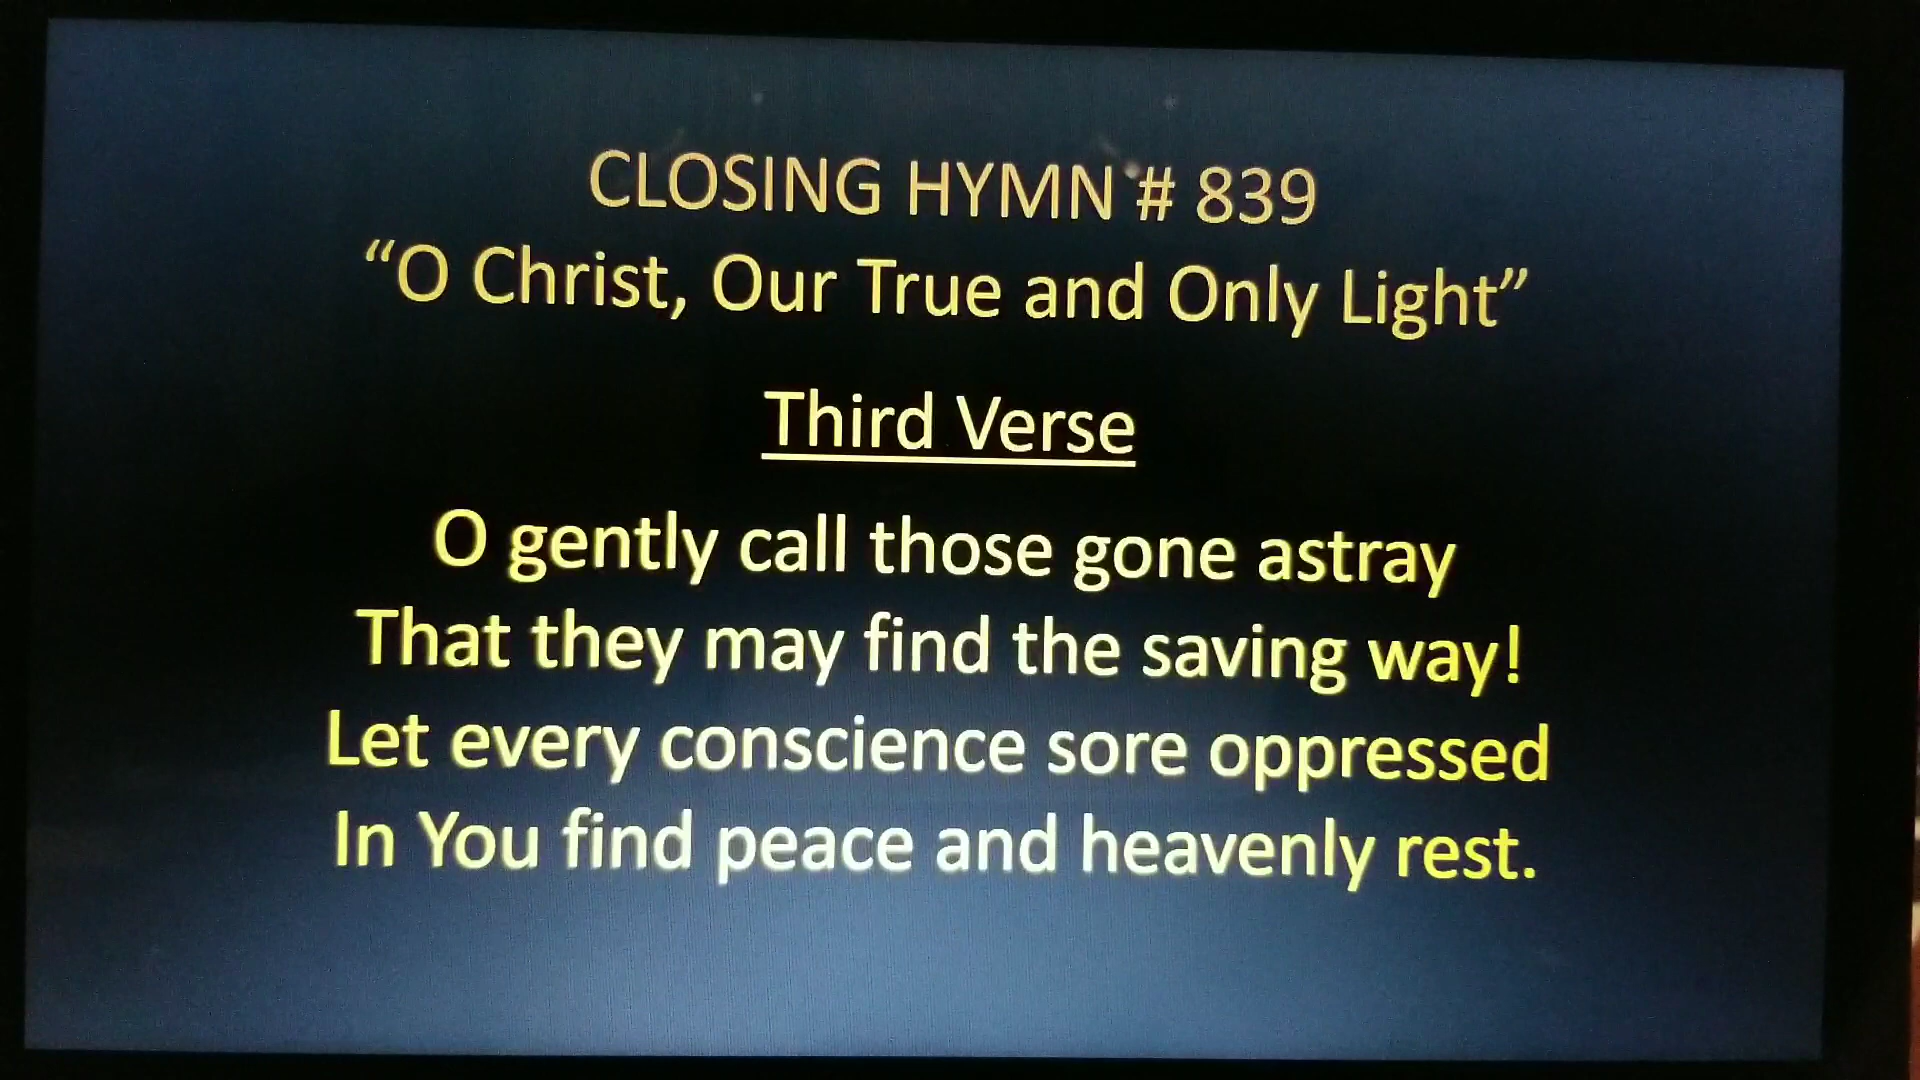 CLOSING HYMN # 839
“O Christ, Our True and Only Light”
Third Verse
O gently call those gone astray
That they may find the saving way!
Let every conscience sore oppressed
In You find peace and heavenly rest.